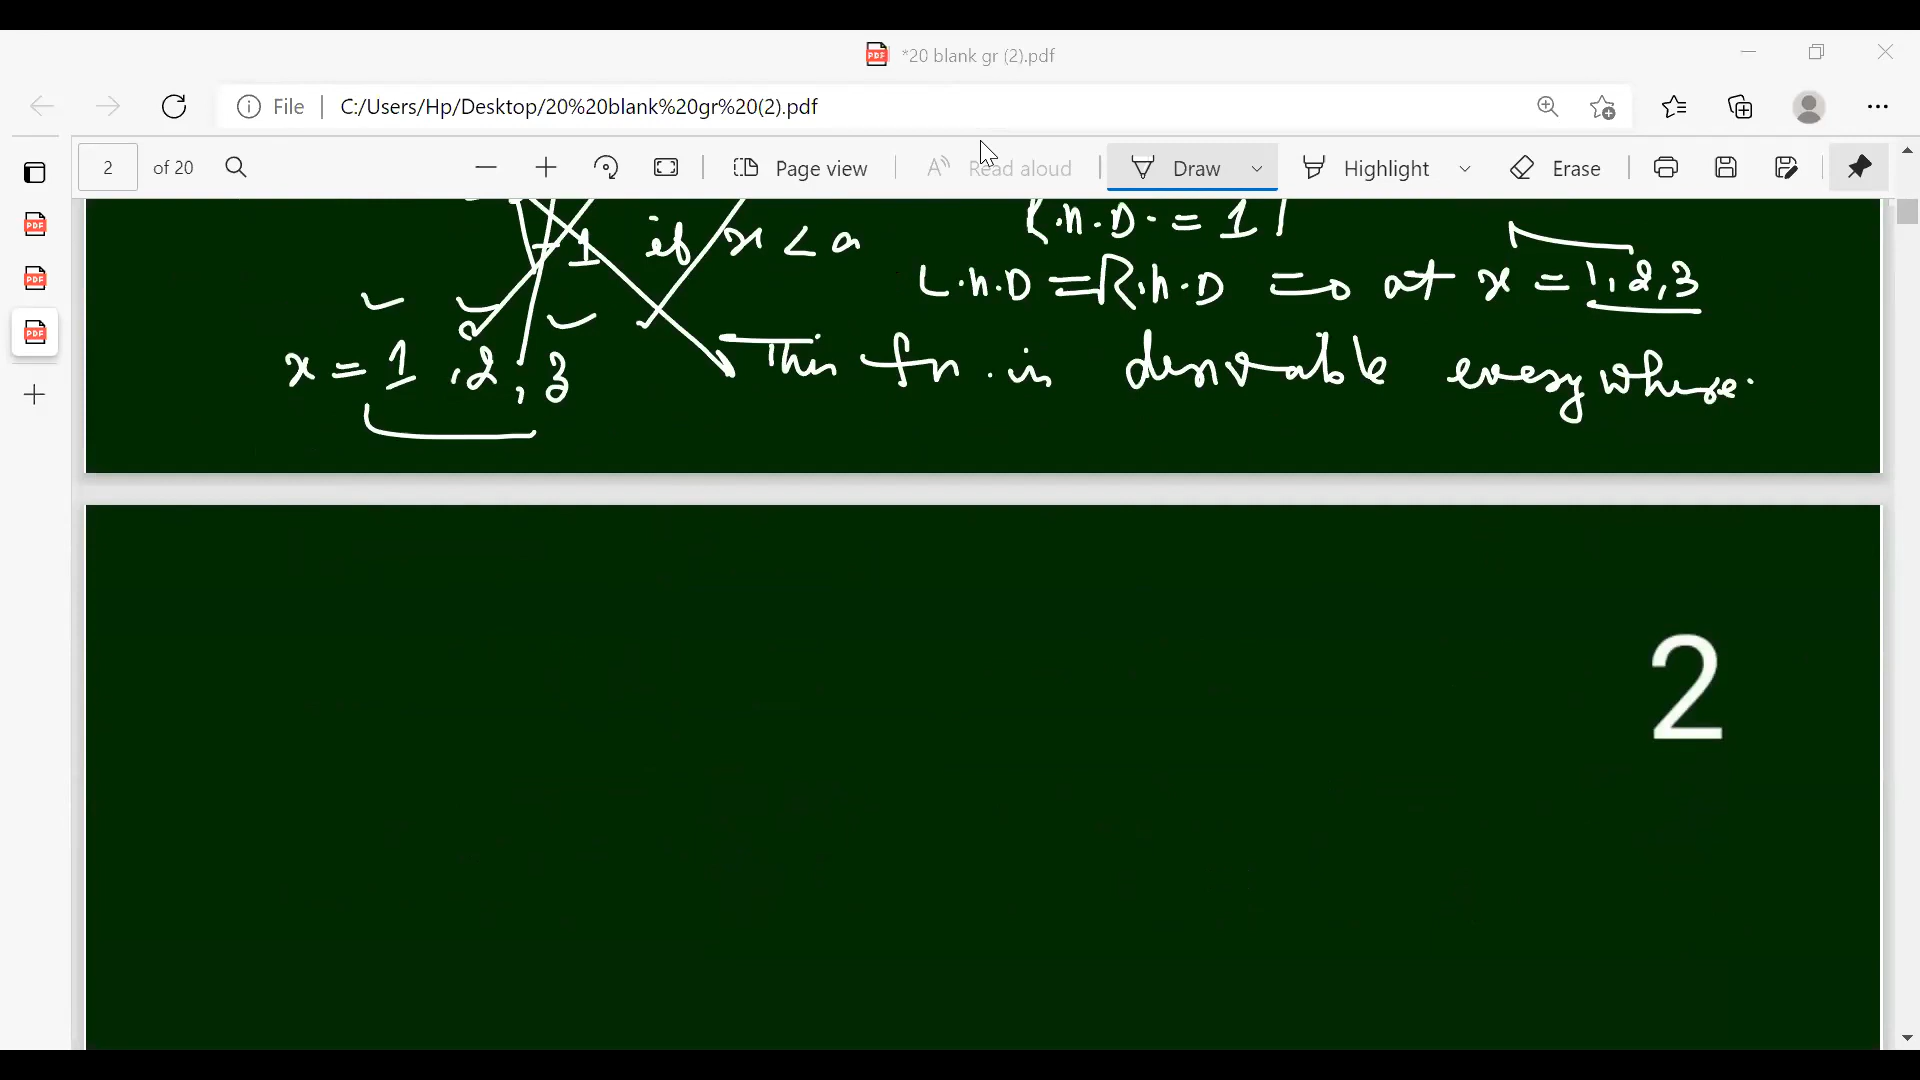 *20 blank gr (2).pdf
File C:/Users/Hp/Desktop/20%20blank%20gr%20(2).pdf
2 of 20 Page view Read aloud Draw Highlight Erase
R.h.D. = 1
-1 if x < a
L.h.D = R.h.D => at x = 1, 2, 3
x = 1, 2, 3
This fn. is derivable everywhere.
2